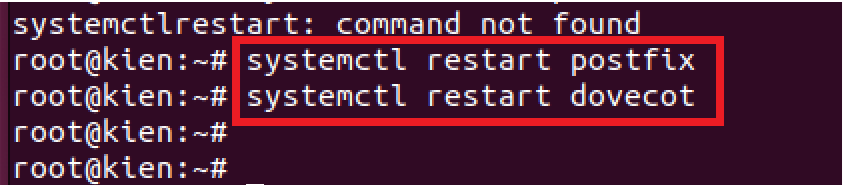 systemctlrestart: command not found
root@kien:~# systemctl restart postfix
root@kien:~# systemctl restart dovecot
root@kien:~#
root@kien:~#